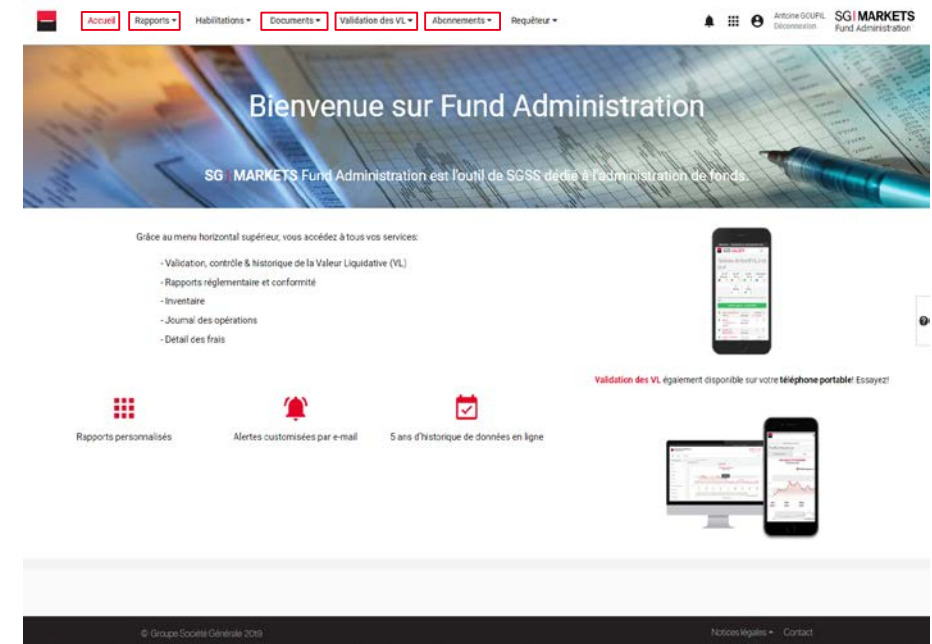 Accueil Rapports Habilitations Documents Validation des VL Abonnements Requêteur
Antoine GOUPIL
Déconnexion
SG MARKETS
Fund Administration
Bienvenue sur Fund Administration
SG MARKETS Fund Administration est l'outil de SGSS dédié à l'administration de fonds.
Grâce au menu horizontal supérieur, vous accédez à tous vos services:
- Validation, contrôle & historique de la Valeur Liquidative (VL)
- Rapports réglementaire et conformité
- Inventaire
- Journal des opérations
- Détail des frais
Validation des VL également disponible sur votre téléphone portable! Essayez!
Rapports personnalisés
Alertes customisées par e-mail
5 ans d'historique de données en ligne
© Groupe Société Générale 2019
Notices légales Contact